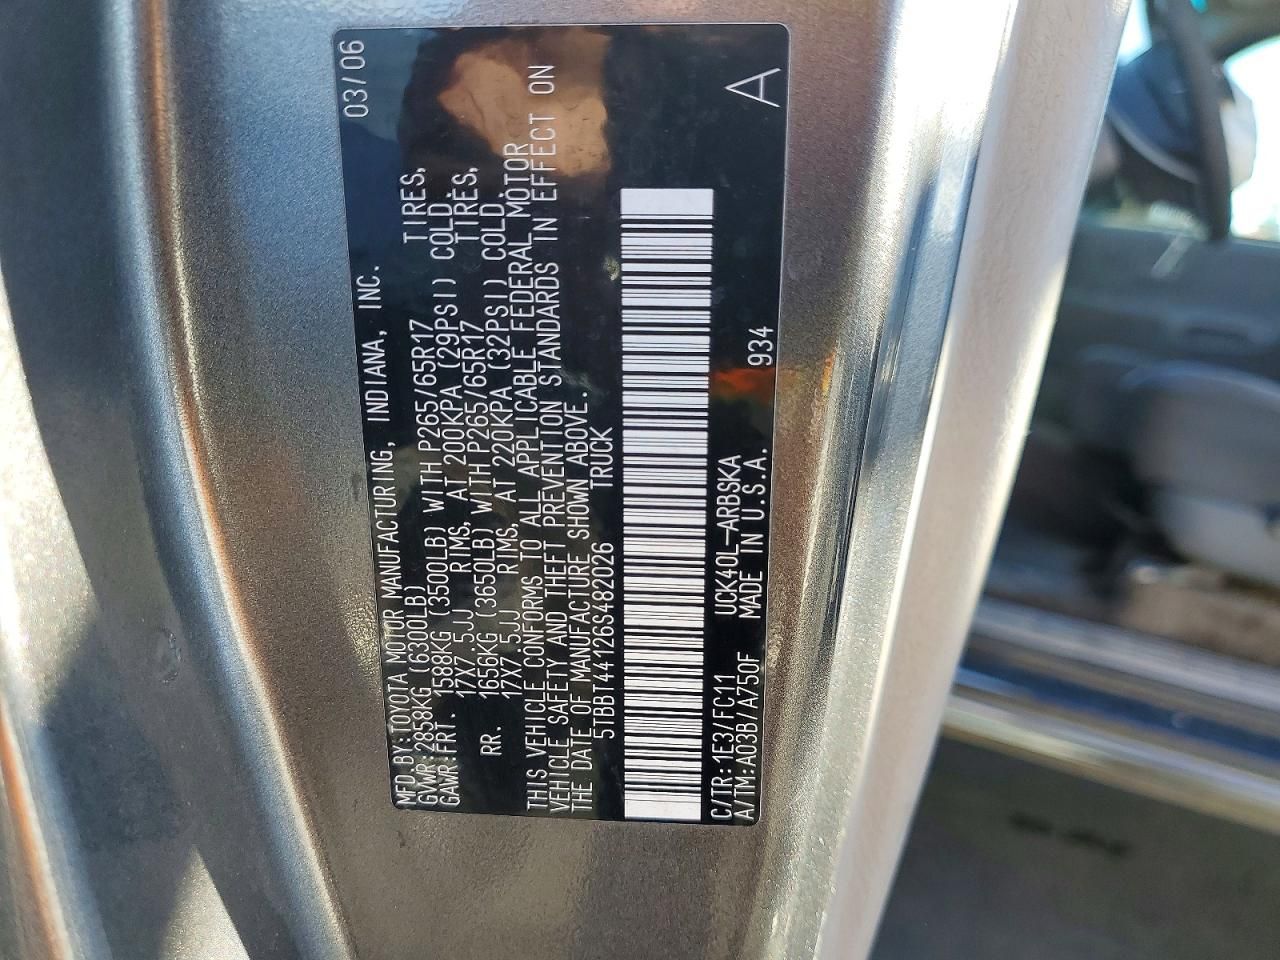 MFD.BY:TOYOTA MOTOR MANUFACTURING, INDIANA, INC. 03/06
GVWR:2858KG (6300LB)
GAWR:FRT. 1588KG (3500LB) WITH P265/65R17 TIRES,
17X7.5JJ RIMS, AT 200KPA (29PSI) COLD.
RR. 1656KG (3650LB) WITH P265/65R17 TIRES,
17X7.5JJ RIMS, AT 220KPA (32PSI) COLD.
THIS VEHICLE CONFORMS TO ALL APPLICABLE FEDERAL MOTOR
VEHICLE SAFETY AND THEFT PREVENTION STANDARDS IN EFFECT ON
THE DATE OF MANUFACTURE SHOWN ABOVE.
5TBBT44126S482026 TRUCK
C/TR:1E3/FC11 UCK40L-ARBSKA
A/TM:A03B/A750F MADE IN U.S.A. 934 A